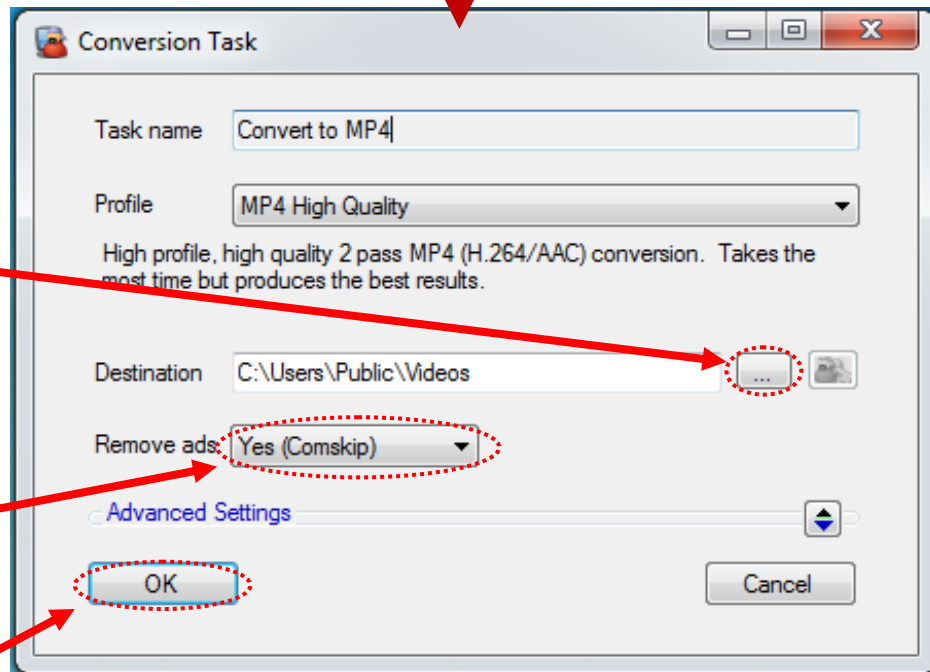 Conversion Task
Task name Convert to MP4
Profile MP4 High Quality
High profile, high quality 2 pass MP4 (H.264/AAC) conversion. Takes the
most time but produces the best results.
Destination C:\Users\Public\Videos ...
Remove ads Yes (Comskip)
Advanced Settings
OK Cancel